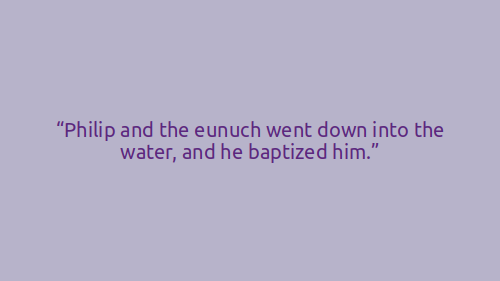 “Philip and the eunuch went down into the
water, and he baptized him.”